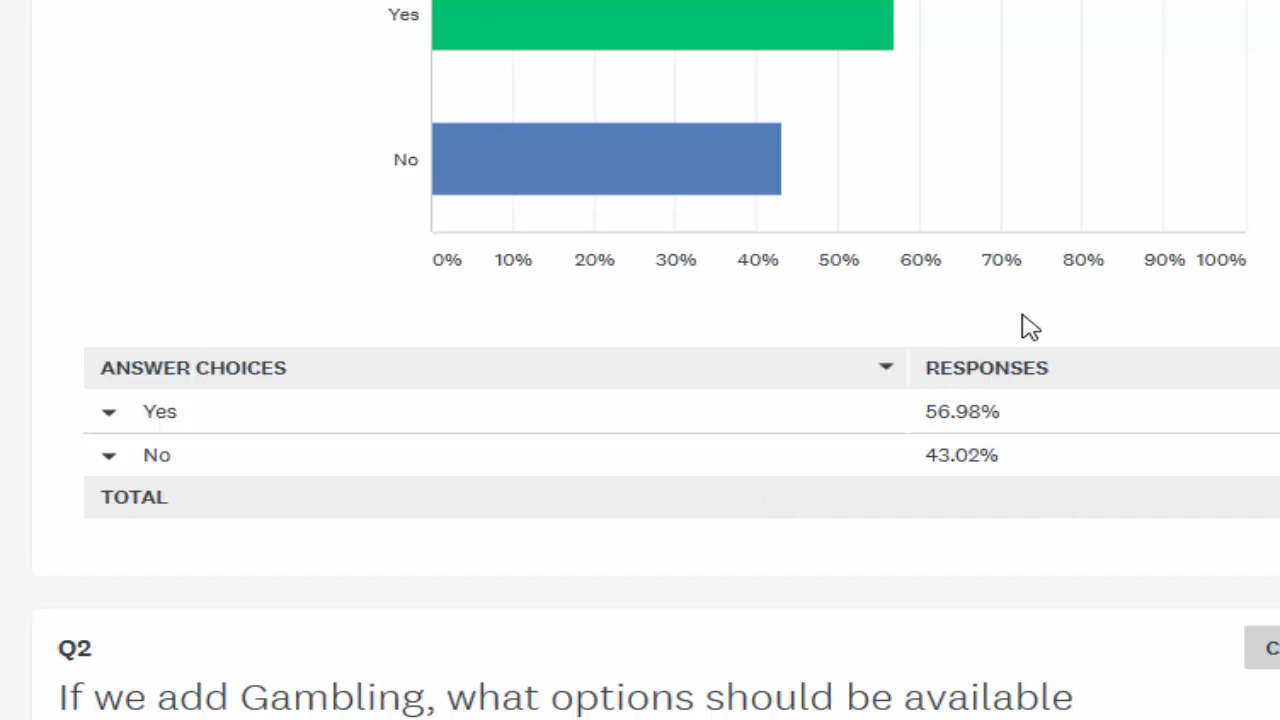 Yes
No
0% 10% 20% 30% 40% 50% 60% 70% 80% 90% 100%
ANSWER CHOICES RESPONSES
Yes 56.98%
No 43.02%
TOTAL
Q2
C
If we add Gambling, what options should be available